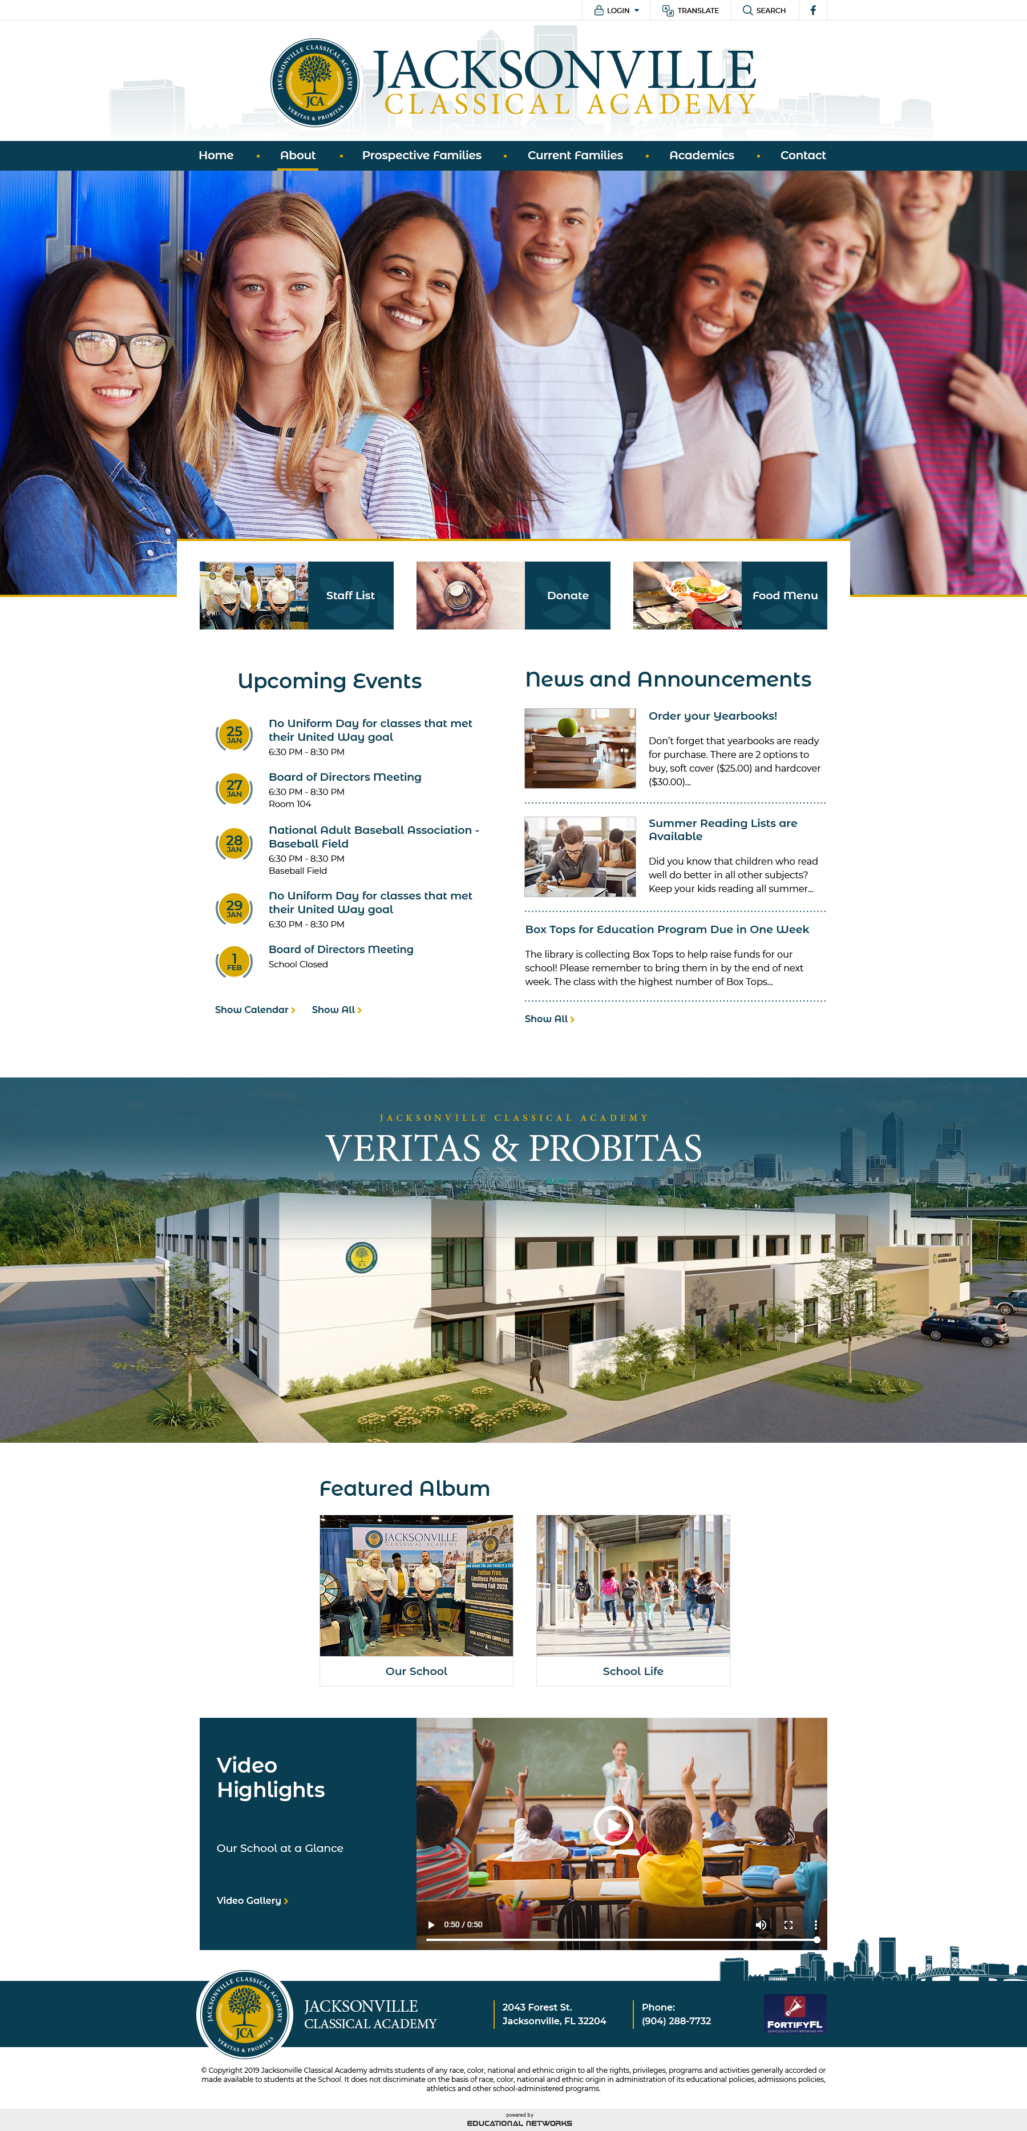 LOGIN
TRANSLATE
SEARCH
f
JACKSONVILLE CLASSICAL ACADEMY
JCA
VERITAS & PROBITAS
JACKSONVILLE
CLASSICAL ACADEMY
Home
About
Prospective Families
Current Families
Academics
Contact
Staff List
Donate
Food Menu
Upcoming Events
25
JAN
No Uniform Day for classes that met
their United Way goal
6:30 PM - 8:30 PM
27
JAN
Board of Directors Meeting
6:30 PM - 8:30 PM
Room 104
28
JAN
National Adult Baseball Association -
Baseball Field
6:30 PM - 8:30 PM
Baseball Field
29
JAN
No Uniform Day for classes that met
their United Way goal
6:30 PM - 8:30 PM
1
FEB
Board of Directors Meeting
School Closed
Show Calendar
Show All
News and Announcements
Order your Yearbooks!
Don't forget that yearbooks are ready
for purchase. There are 2 options to
buy, soft cover ($25.00) and hardcover
($30.00)...
Summer Reading Lists are
Available
Did you know that children who read
well do better in all other subjects?
Keep your kids reading all summer...
Box Tops for Education Program Due in One Week
The library is collecting Box Tops to help raise funds for our
school! Please remember to bring them in by the end of next
week. The class with the highest number of Box Tops...
Show All
JACKSONVILLE CLASSICAL ACADEMY
VERITAS & PROBITAS
Featured Album
JACKSONVILLE
CLASSICAL ACADEMY
Tuition Free.
Limitless Potential.
Opening Fall 2020.
Our School
School Life
Video
Highlights
Our School at a Glance
Video Gallery
0:50 / 0:50
JACKSONVILLE CLASSICAL ACADEMY
JCA
VERITAS & PROBITAS
JACKSONVILLE
CLASSICAL ACADEMY
2043 Forest St.
Jacksonville, FL 32204
Phone:
(904) 288-7732
FORTIFYFL
© Copyright 2019 Jacksonville Classical Academy admits students of any race, color, national and ethnic origin to all the rights, privileges, programs and activities generally accorded or
made available to students at the School. It does not discriminate on the basis of race, color, national and ethnic origin in administration of its educational policies, admissions policies,
athletics and other school-administered programs.
powered by
EDUCATIONAL NETWORKS